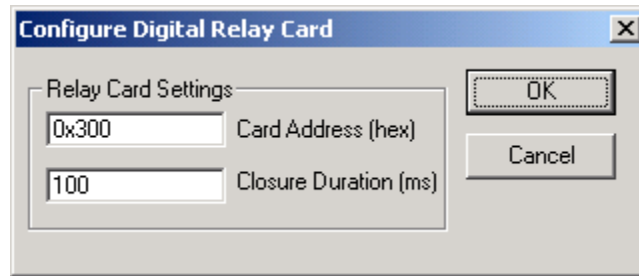 Configure Digital Relay Card
Relay Card Settings
0x300 Card Address (hex)
100 Closure Duration (ms)
OK
Cancel